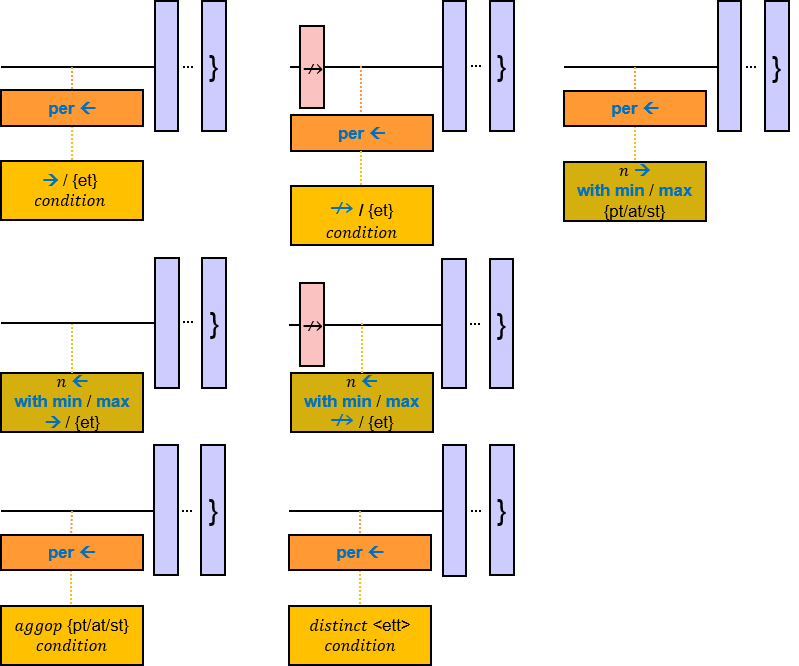 ... }
per ←
→ / {et}
condition
↛ ... }
per ←
↛ / {et}
condition
... }
per ←
n →
with min / max
{pt/at/st}
... }
n ←
with min / max
→ / {et}
↛ ... }
n ←
with min / max
↛ / {et}
... }
per ←
aggop {pt/at/st}
condition
... }
per ←
distinct <ett>
condition